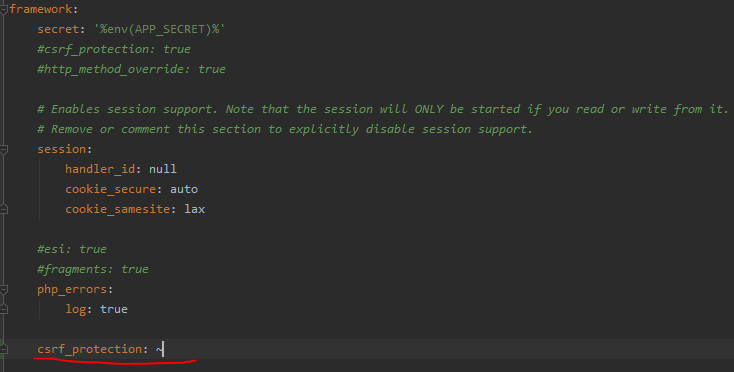 framework:
    secret: '%env(APP_SECRET)%'
    #csrf_protection: true
    #http_method_override: true
    # Enables session support. Note that the session will ONLY be started if you read or write from it.
    # Remove or comment this section to explicitly disable session support.
    session:
        handler_id: null
        cookie_secure: auto
        cookie_samesite: lax
    #esi: true
    #fragments: true
    php_errors:
        log: true
    csrf_protection: ~